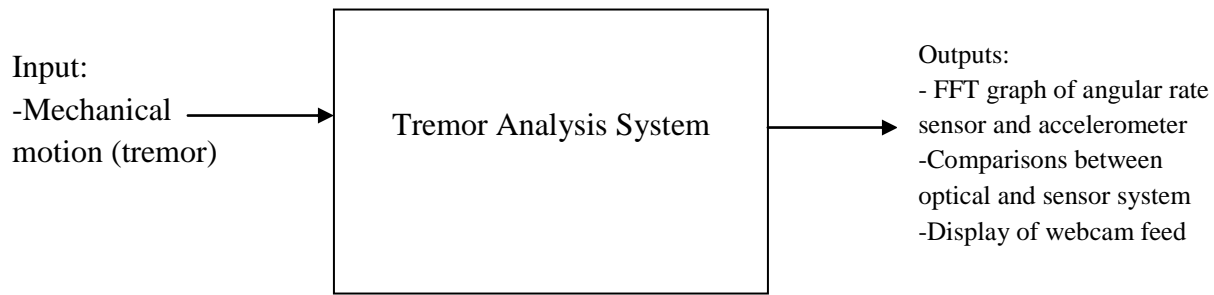 Input:
-Mechanical
motion (tremor)
Tremor Analysis System
Outputs:
- FFT graph of angular rate
sensor and accelerometer
-Comparisons between
optical and sensor system
-Display of webcam feed